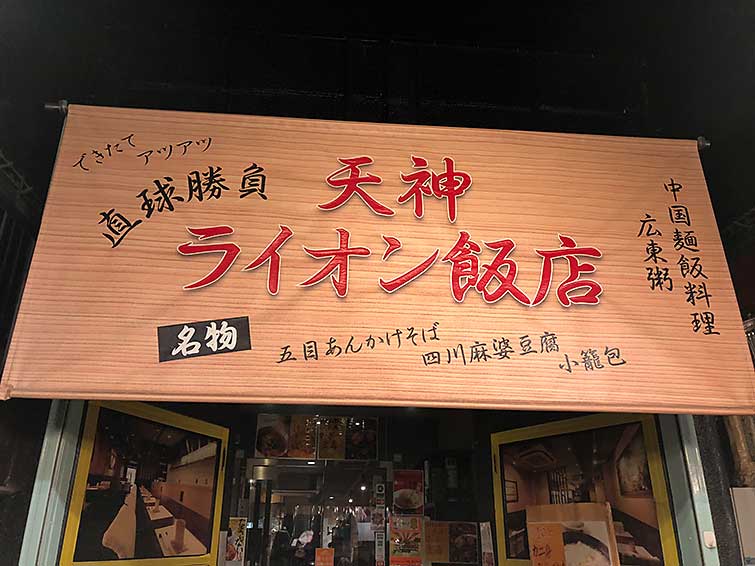 できたて
アツアツ
直球勝負
天神
ライオン飯店
中国麺飯料理
広東粥
名物
五目あんかけそば
四川麻婆豆腐
小籠包